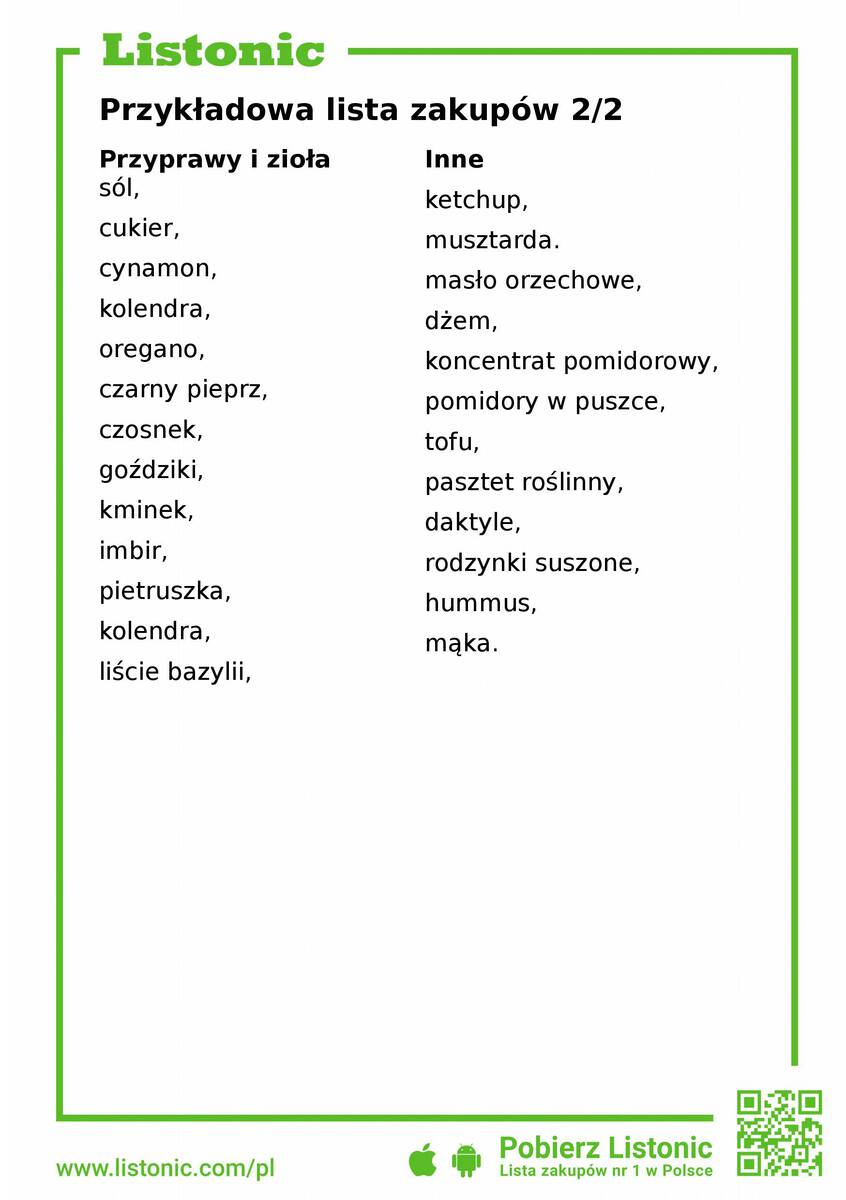 Listonic
Przykładowa lista zakupów 2/2
Przyprawy i zioła
sól,
cukier,
cynamon,
kolendra,
oregano,
czarny pieprz,
czosnek,
goździki,
kminek,
imbir,
pietruszka,
kolendra,
liście bazylii,
Inne
ketchup,
musztarda.
masło orzechowe,
dżem,
koncentrat pomidorowy,
pomidory w puszce,
tofu,
pasztet roślinny,
daktyle,
rodzynki suszone,
hummus,
mąka.
www.listonic.com/pl
Pobierz Listonic
Lista zakupów nr 1 w Polsce